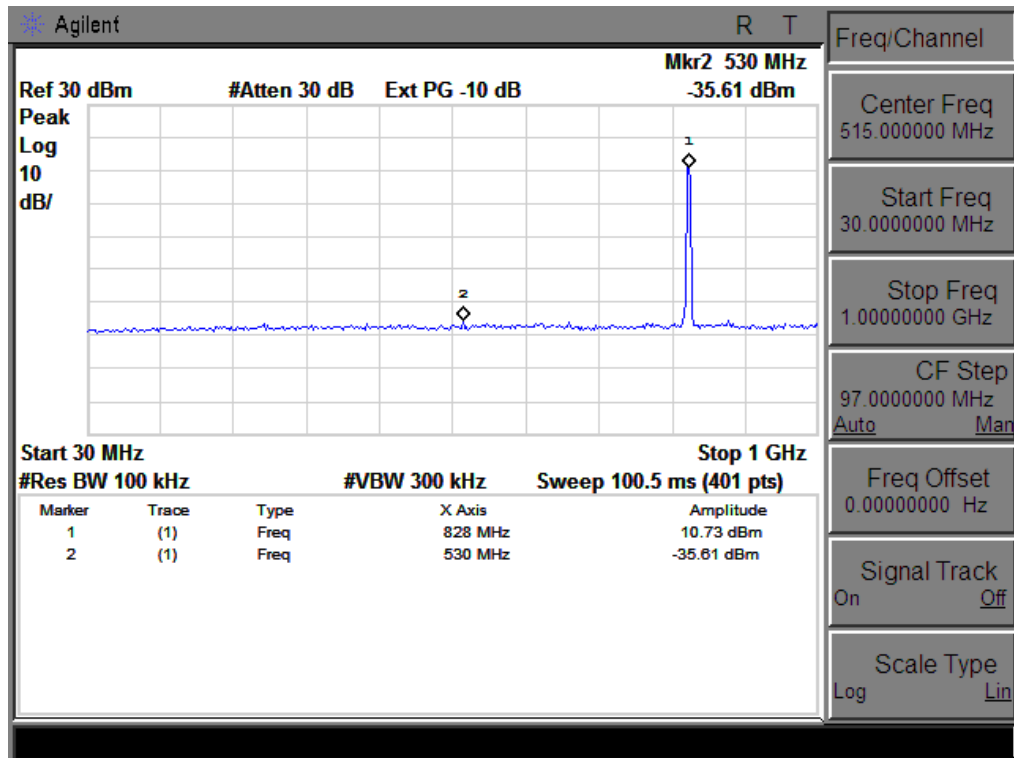 Agilent R T
Mkr2 530 MHz
Ref 30 dBm #Atten 30 dB Ext PG -10 dB -35.61 dBm
Peak
Log
10
dB/
1
2
Start 30 MHz Stop 1 GHz
#Res BW 100 kHz #VBW 300 kHz Sweep 100.5 ms (401 pts)
Marker Trace Type X Axis Amplitude
1 (1) Freq 828 MHz 10.73 dBm
2 (1) Freq 530 MHz -35.61 dBm
Freq/Channel
Center Freq
515.000000 MHz
Start Freq
30.0000000 MHz
Stop Freq
1.00000000 GHz
CF Step
97.0000000 MHz
Auto Man
Freq Offset
0.00000000 Hz
Signal Track
On Off
Scale Type
Log Lin